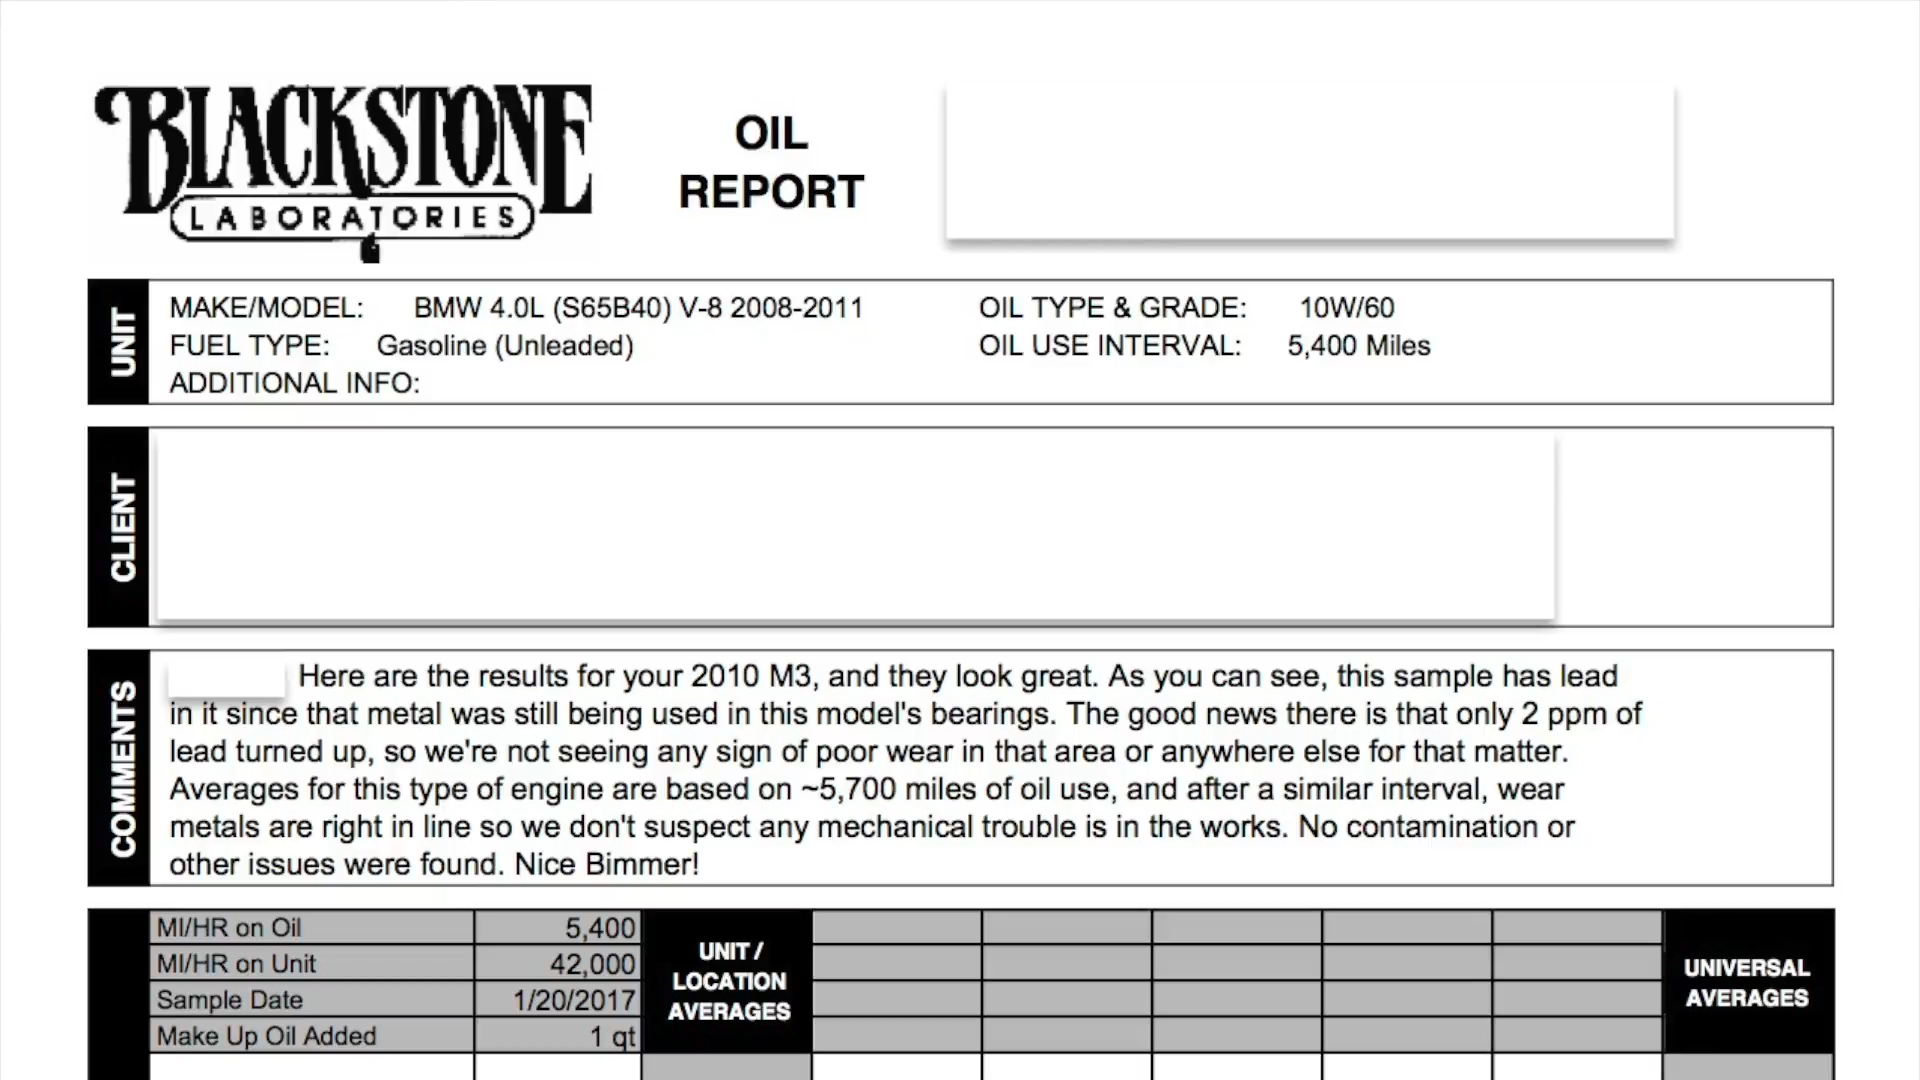 BLACKSTONE
LABORATORIES
OIL
REPORT
UNIT
MAKE/MODEL: BMW 4.0L (S65B40) V-8 2008-2011
FUEL TYPE: Gasoline (Unleaded)
ADDITIONAL INFO:
OIL TYPE & GRADE: 10W/60
OIL USE INTERVAL: 5,400 Miles
CLIENT
COMMENTS
Here are the results for your 2010 M3, and they look great. As you can see, this sample has lead
in it since that metal was still being used in this model's bearings. The good news there is that only 2 ppm of
lead turned up, so we're not seeing any sign of poor wear in that area or anywhere else for that matter.
Averages for this type of engine are based on ~5,700 miles of oil use, and after a similar interval, wear
metals are right in line so we don't suspect any mechanical trouble is in the works. No contamination or
other issues were found. Nice Bimmer!
MI/HR on Oil 5,400
MI/HR on Unit 42,000
Sample Date 1/20/2017
Make Up Oil Added 1 qt
UNIT /
LOCATION
AVERAGES
UNIVERSAL
AVERAGES